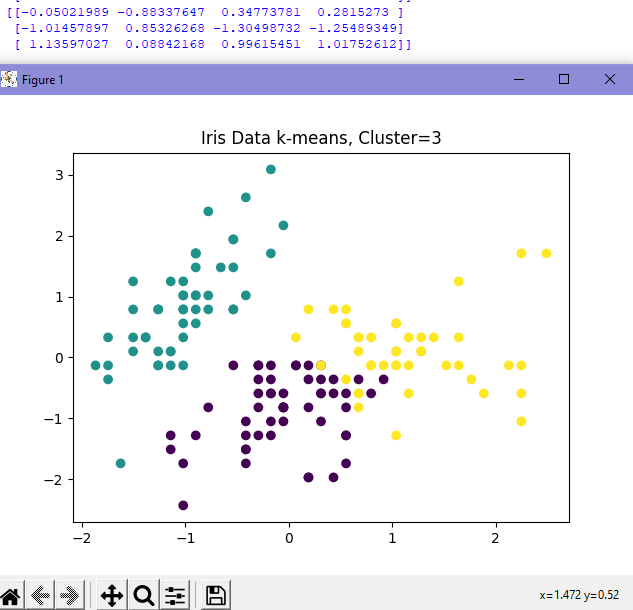 [[-0.05021989 -0.88337647 0.34773781 0.2815273 ]
[-1.01457897 0.85326268 -1.30498732 -1.25489349]
[ 1.13597027 0.08842168 0.99615451 1.01752612]]
Figure 1
Iris Data k-means, Cluster=3
3
2
1
0
−1
−2
−2 −1 0 1 2
x=1.472 y=0.52